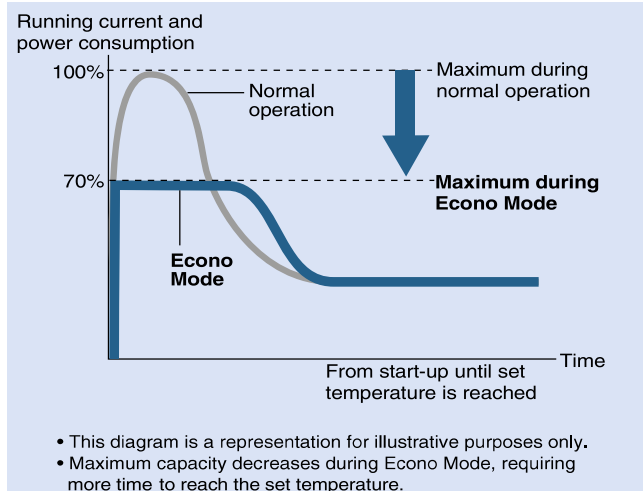 Running current and
power consumption
100%
Maximum during
normal operation
Normal
operation
70%
Maximum during
Econo Mode
Econo
Mode
Time
From start-up until set
temperature is reached
• This diagram is a representation for illustrative purposes only.
• Maximum capacity decreases during Econo Mode, requiring
more time to reach the set temperature.